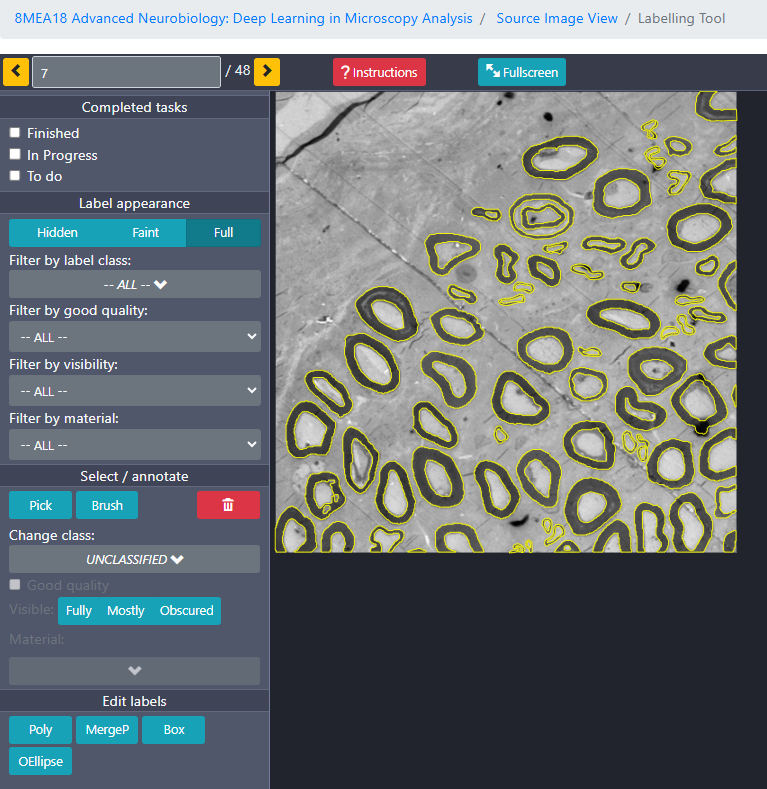 8MEA18 Advanced Neurobiology: Deep Learning in Microscopy Analysis / Source Image View / Labelling Tool
7 / 48 ? Instructions Fullscreen
Completed tasks
Finished
In Progress
To do
Label appearance
Hidden Faint Full
Filter by label class:
-- ALL --
Filter by good quality:
-- ALL --
Filter by visibility:
-- ALL --
Filter by material:
-- ALL --
Select / annotate
Pick Brush
Change class:
UNCLASSIFIED
Good quality
Visible: Fully Mostly Obscured
Material:
Edit labels
Poly MergeP Box
OEllipse